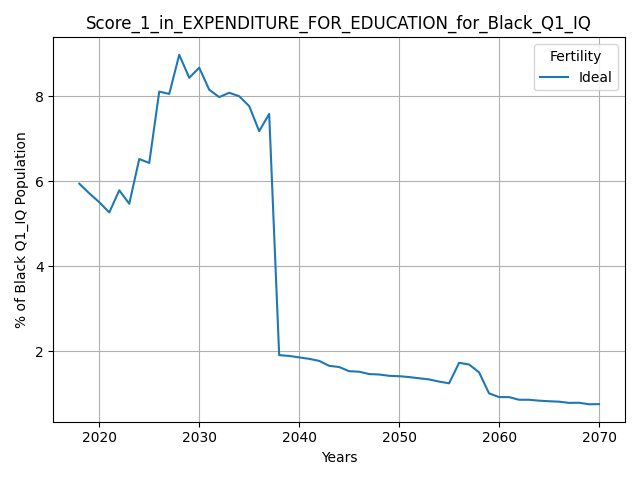 Score_1_in_EXPENDITURE_FOR_EDUCATION_for_Black_Q1_IQ
Fertility
Ideal
% of Black Q1_IQ Population
8
6
4
2
2020 2030 2040 2050 2060 2070
Years